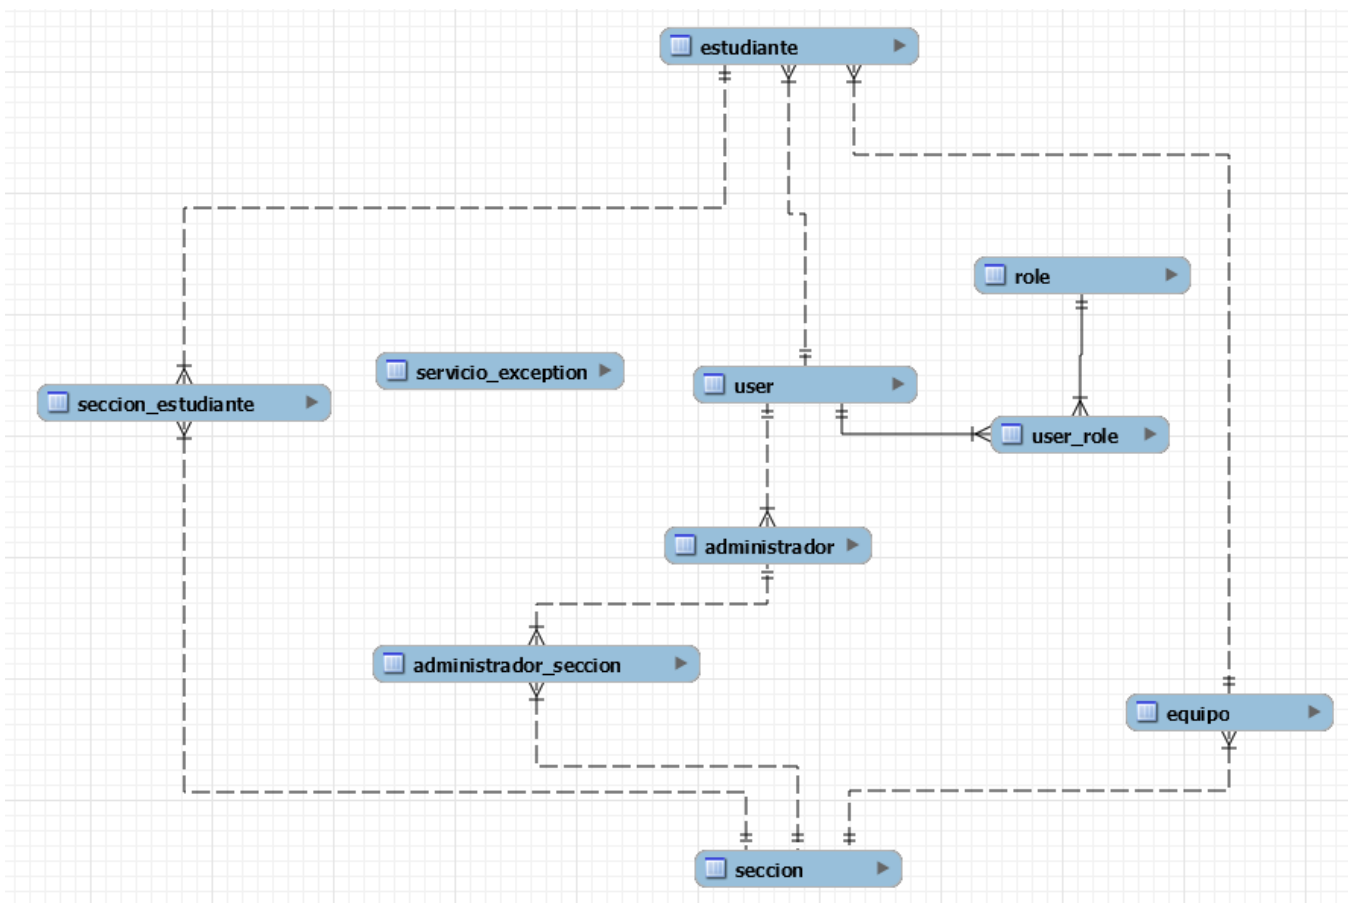 estudiante
role
servicio_exception
user
seccion_estudiante
user_role
administrador
administrador_seccion
equipo
seccion